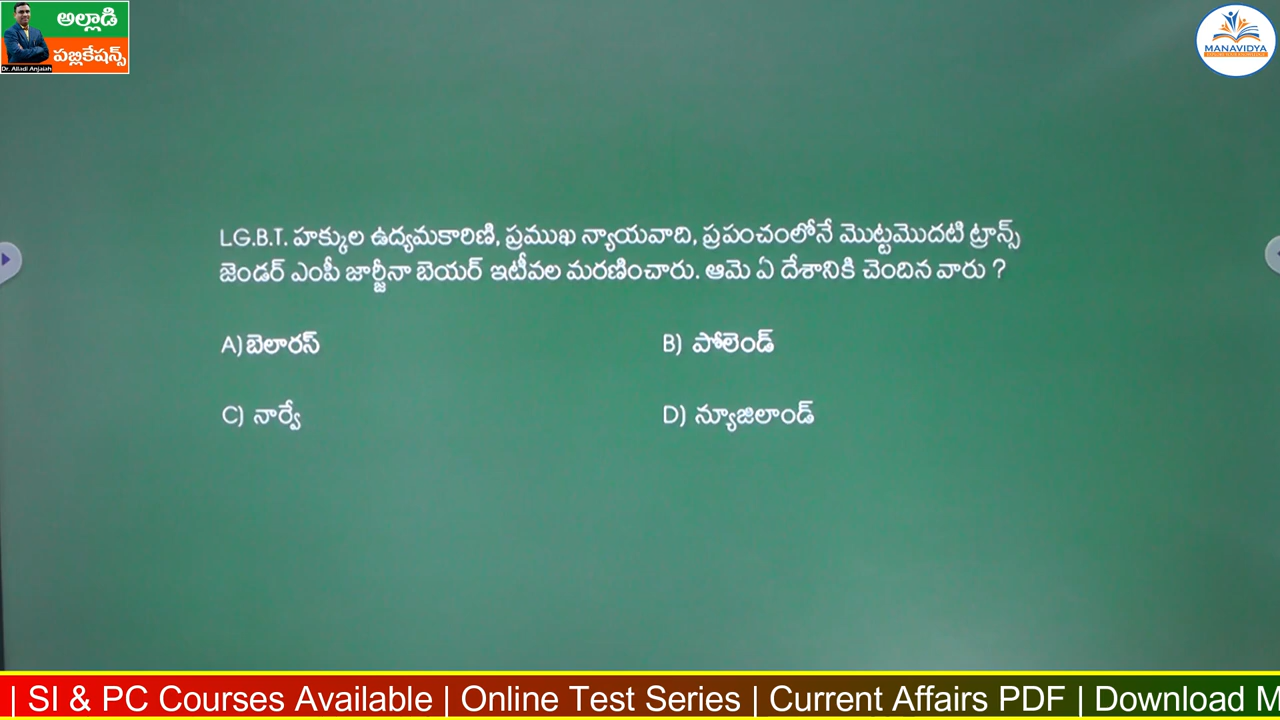 అల్లాడి
పబ్లికేషన్స్
Dr. Alladi Anjaiah
MANAVIDYA
L.G.B.T. హక్కుల ఉద్యమకారిణి, ప్రముఖ న్యాయవాది, ప్రపంచంలోనే మొట్టమొదటి ట్రాన్స్
జెండర్ ఎంపీ జార్జీనా బెయర్ ఇటీవల మరణించారు. ఆమె ఏ దేశానికి చెందిన వారు ?
A) బెలారస్
B) పోలెండ్
C) నార్వే
D) న్యూజిలాండ్
| SI & PC Courses Available | Online Test Series | Current Affairs PDF | Download M